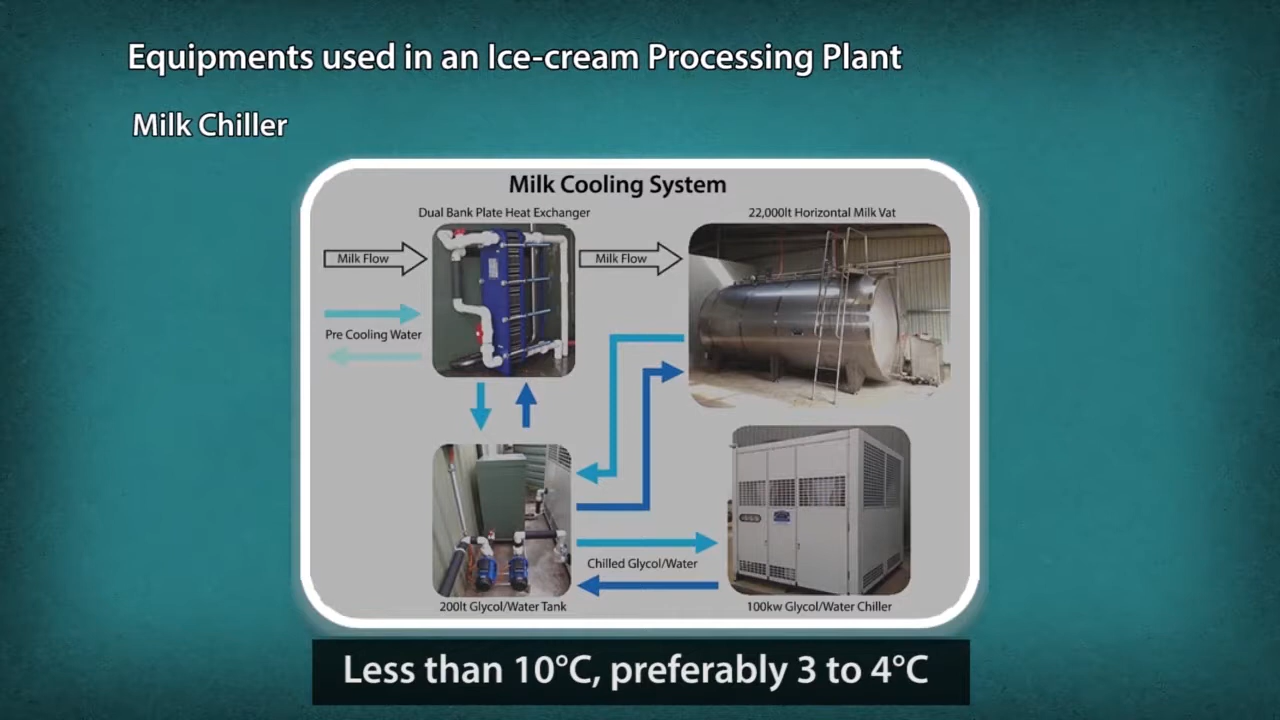 Equipments used in an Ice-cream Processing Plant
Milk Chiller
Milk Cooling System
Dual Bank Plate Heat Exchanger
22,000lt Horizontal Milk Vat
Milk Flow
Milk Flow
Pre Cooling Water
Chilled Glycol/Water
200lt Glycol/Water Tank
100kw Glycol/Water Chiller
Less than 10°C, preferably 3 to 4°C